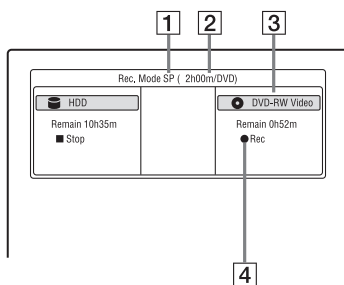 1 2 3
Rec, Mode SP ( 2h00m/DVD)
HDD DVD-RW Video
Remain 10h35m Remain 0h52m
■ Stop ●Rec
4